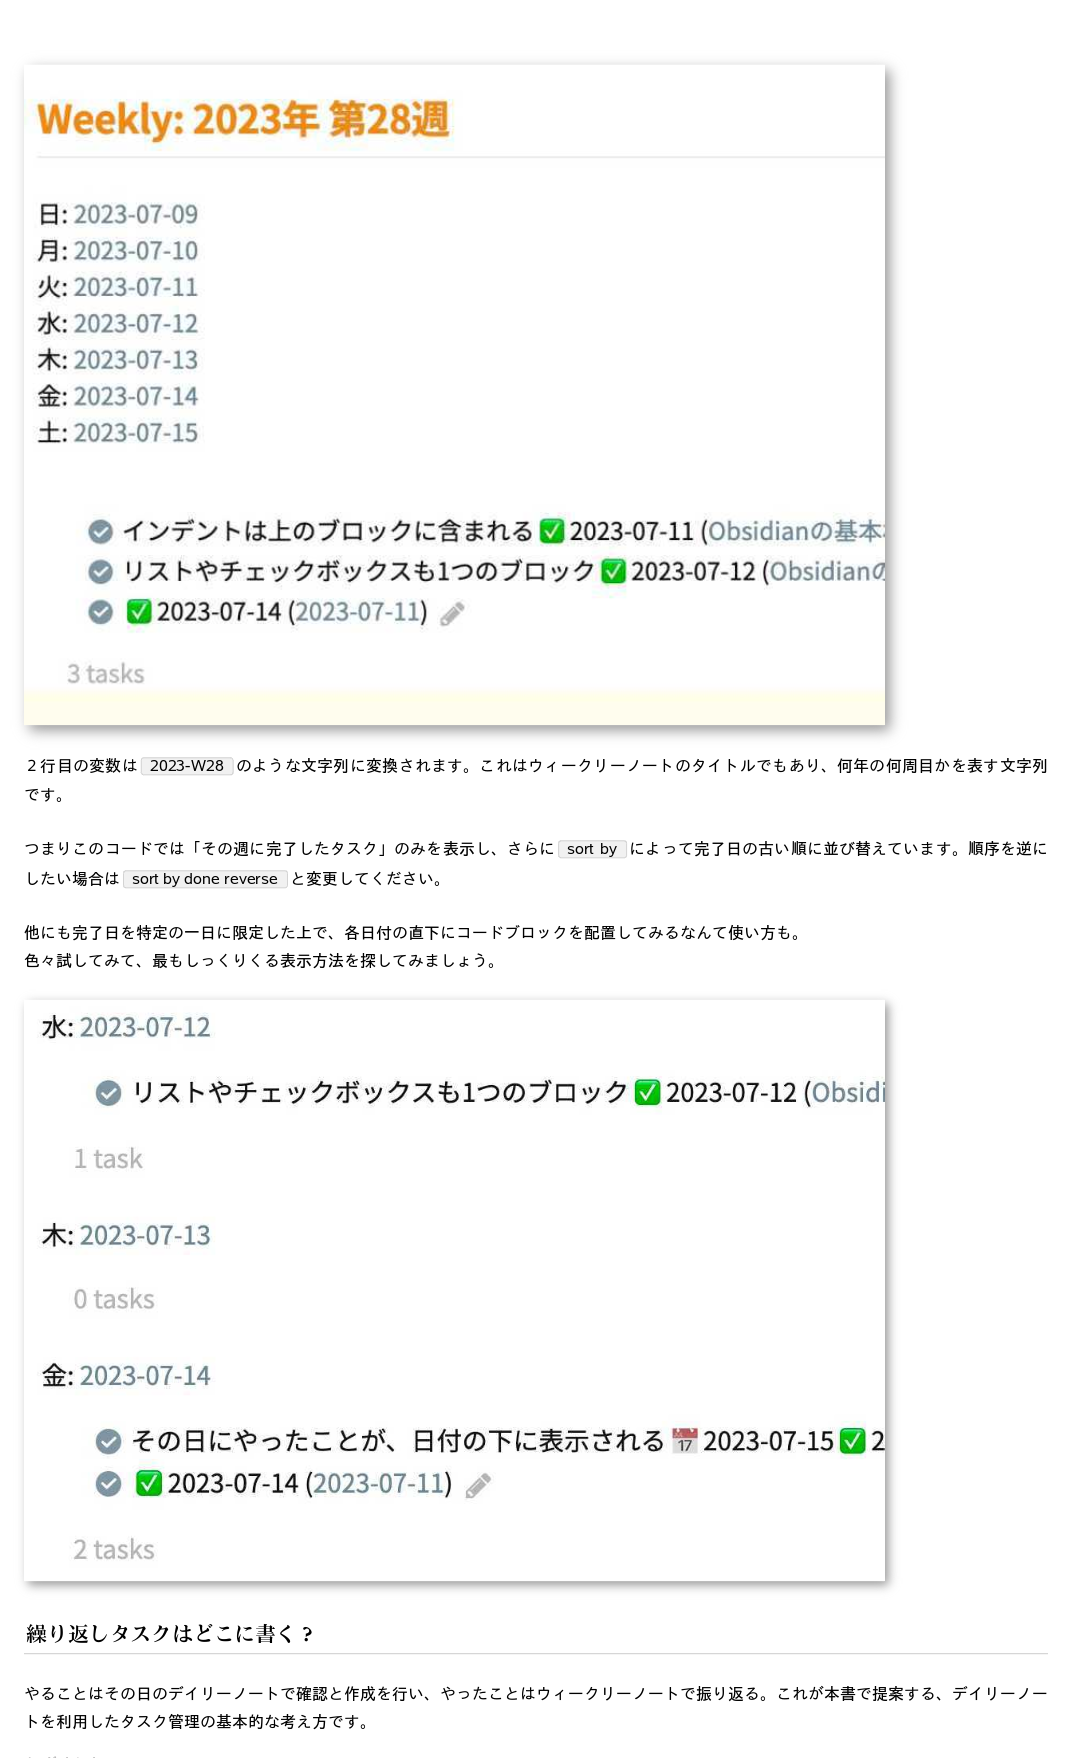 Weekly: 2023年 第28週
日: 2023-07-09
月: 2023-07-10
火: 2023-07-11
水: 2023-07-12
木: 2023-07-13
金: 2023-07-14
土: 2023-07-15
インデントは上のブロックに含まれる ✅ 2023-07-11 (Obsidianの基本
リストやチェックボックスも1つのブロック ✅ 2023-07-12 (Obsidianの
✅ 2023-07-14 (2023-07-11)
3 tasks
２行目の変数は 2023-W28 のような文字列に変換されます。これはウィークリーノートのタイトルでもあり、何年の何周目かを表す文字列
です。
つまりこのコードでは「その週に完了したタスク」のみを表示し、さらに sort by によって完了日の古い順に並び替えています。順序を逆に
したい場合は sort by done reverse と変更してください。
他にも完了日を特定の一日に限定した上で、各日付の直下にコードブロックを配置してみるなんて使い方も。
色々試してみて、最もしっくりくる表示方法を探してみましょう。
水: 2023-07-12
リストやチェックボックスも1つのブロック ✅ 2023-07-12 (Obsidi
1 task
木: 2023-07-13
0 tasks
金: 2023-07-14
その日にやったことが、日付の下に表示される 📅 2023-07-15 ✅ 2
✅ 2023-07-14 (2023-07-11)
2 tasks
繰り返しタスクはどこに書く？
やることはその日のデイリーノートで確認と作成を行い、やったことはウィークリーノートで振り返る。これが本書で提案する、デイリーノー
トを利用したタスク管理の基本的な考え方です。